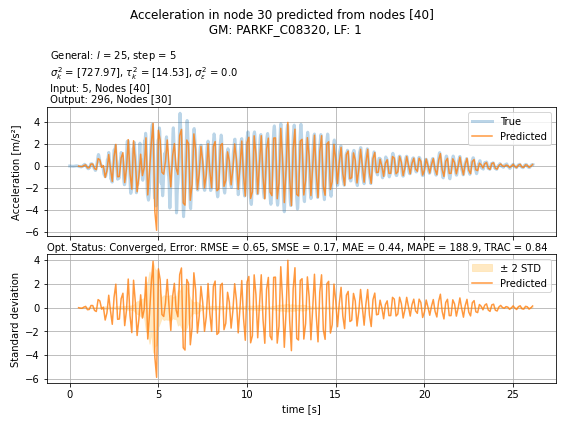 Acceleration in node 30 predicted from nodes [40]
GM: PARKF_C08320, LF: 1
General: l = 25, step = 5
σ²ₖ = [727.97], τ²ₖ = [14.53], σ²ε = 0.0
Input: 5, Nodes [40]
Output: 296, Nodes [30]
Acceleration [m/s²]
4
2
0
−2
−4
−6
True
Predicted
Opt. Status: Converged, Error: RMSE = 0.65, SMSE = 0.17, MAE = 0.44, MAPE = 188.9, TRAC = 0.84
Standard deviation
4
2
0
−2
−4
−6
± 2 STD
Predicted
0 5 10 15 20 25
time [s]